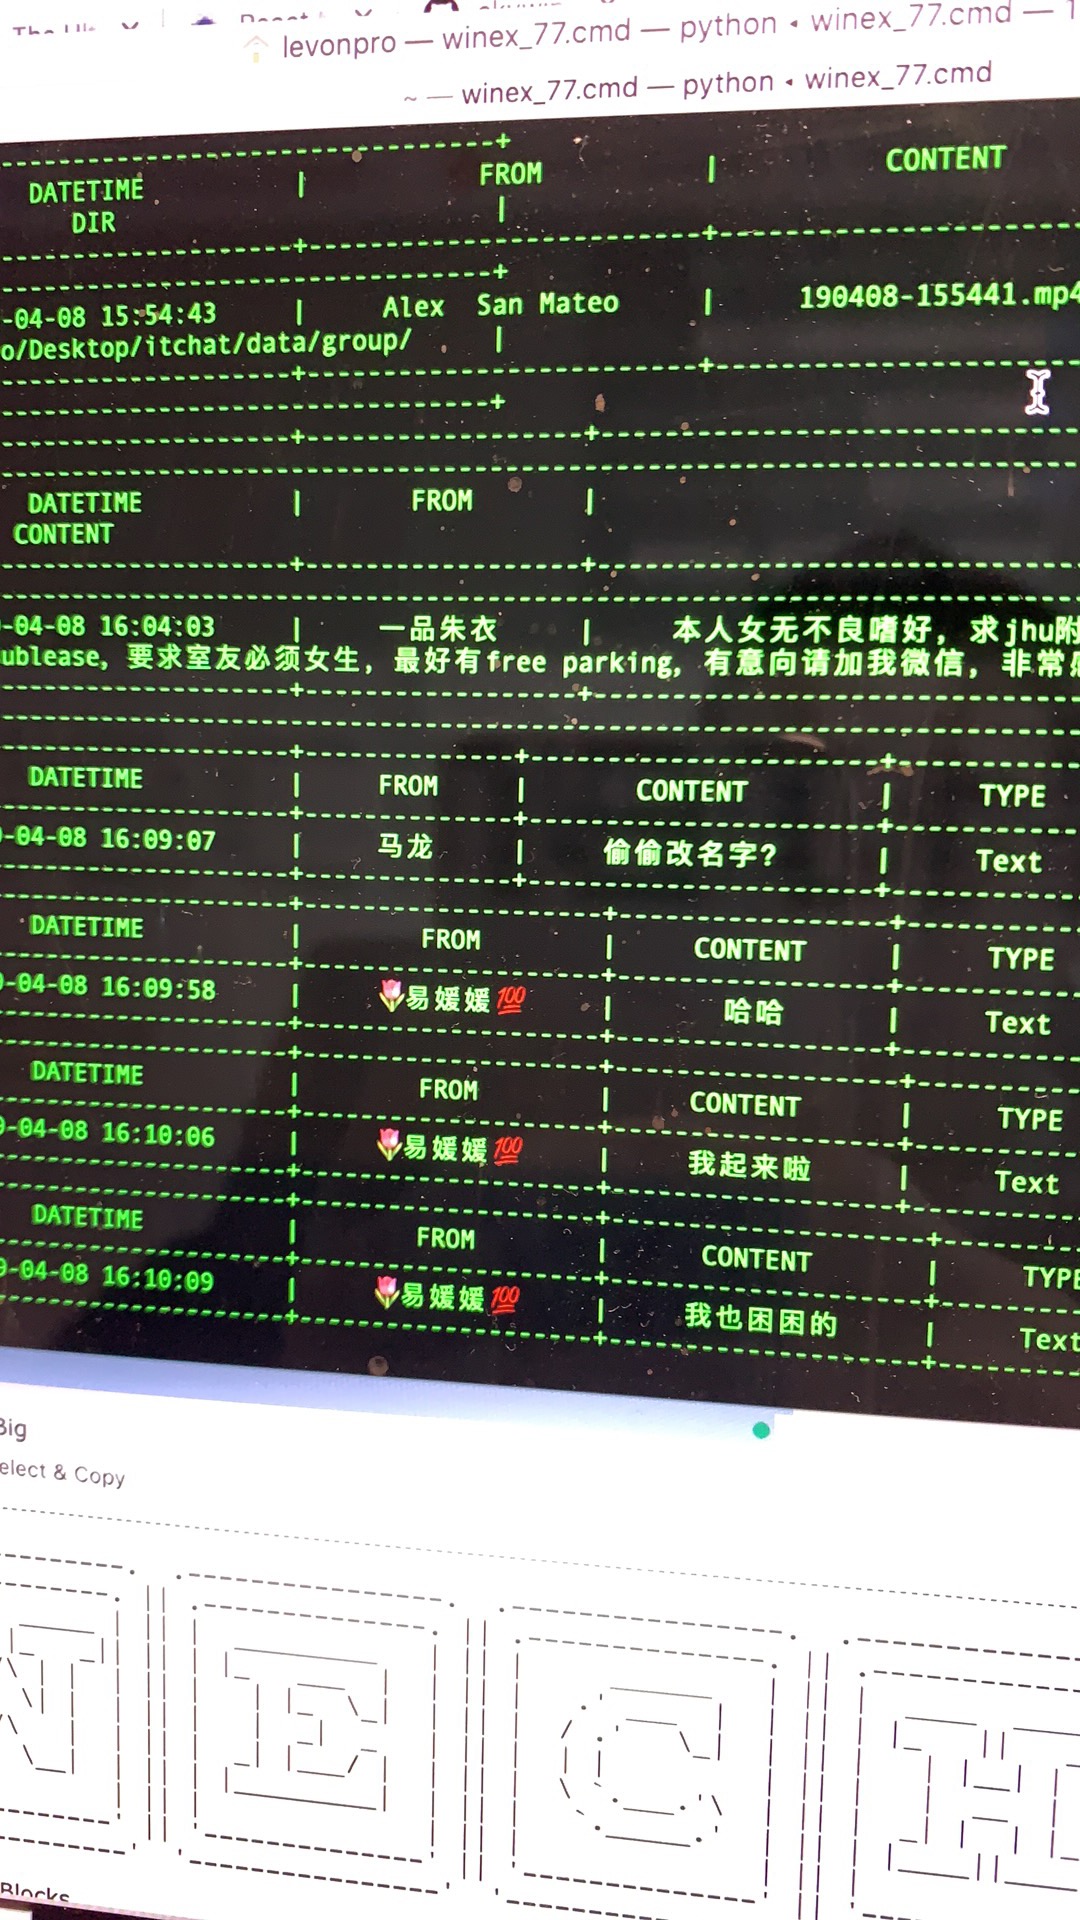 levonpro — winex_77.cmd — python • winex_77.cmd — 1
~ — winex_77.cmd — python • winex_77.cmd
DATETIME | FROM | CONTENT
DIR |
-04-08 15:54:43 | Alex San Mateo | 190408-155441.mp4
o/Desktop/itchat/data/group/ |
DATETIME | FROM |
CONTENT
-04-08 16:04:03 | 一品朱衣 | 本人女无不良嗜好，求jhu附
ublease, 要求室友必须女生，最好有free parking, 有意向请加我微信，非常感
DATETIME | FROM | CONTENT | TYPE
-04-08 16:09:07 | 马龙 | 偷偷改名字? | Text
DATETIME | FROM | CONTENT | TYPE
-04-08 16:09:58 | 🌷易媛媛💯 | 哈哈 | Text
DATETIME | FROM | CONTENT | TYPE
9-04-08 16:10:06 | 🌷易媛媛💯 | 我起来啦 | Text
DATETIME | FROM | CONTENT | TYPE
9-04-08 16:10:09 | 🌷易媛媛💯 | 我也困困的 | Text
Big
elect & Copy
N E C H
Blocks